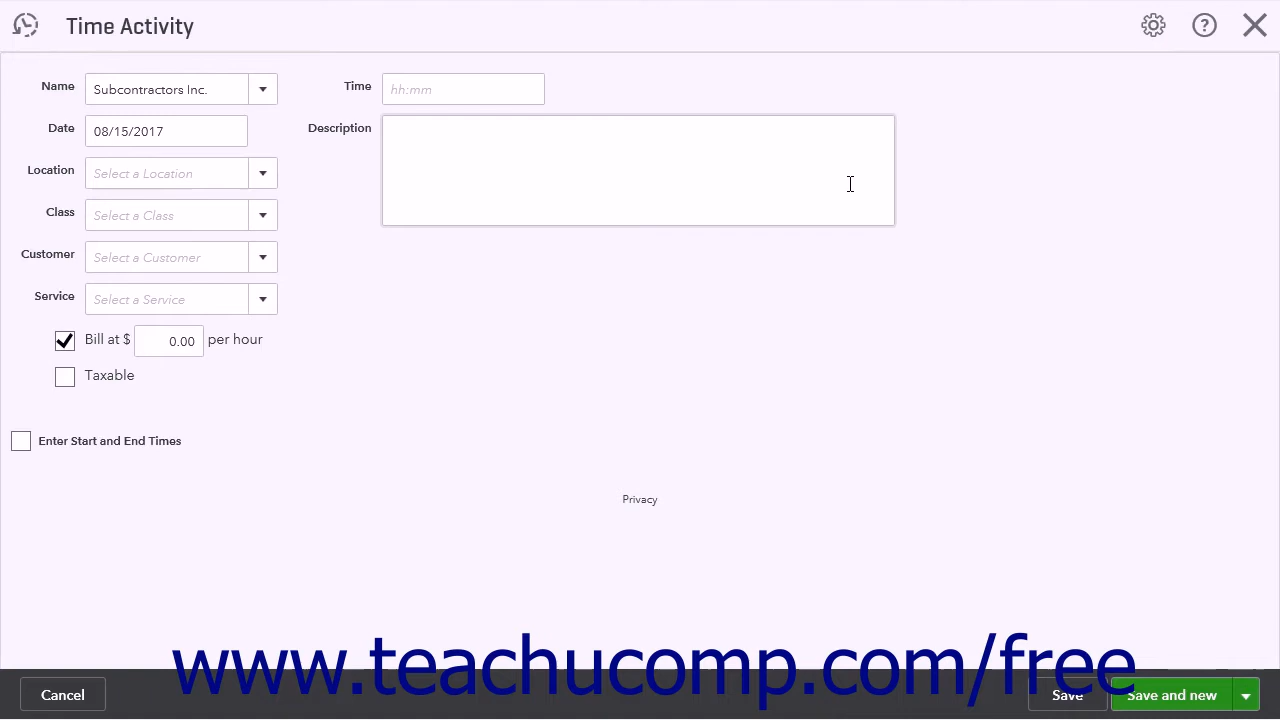 Time Activity
Name Subcontractors Inc. Time hh:mm
Date 08/15/2017 Description
Location Select a Location
Class Select a Class
Customer Select a Customer
Service Select a Service
Bill at $ 0.00 per hour
Taxable
Enter Start and End Times
Privacy
www.teachucomp.com/free
Cancel Save Save and new